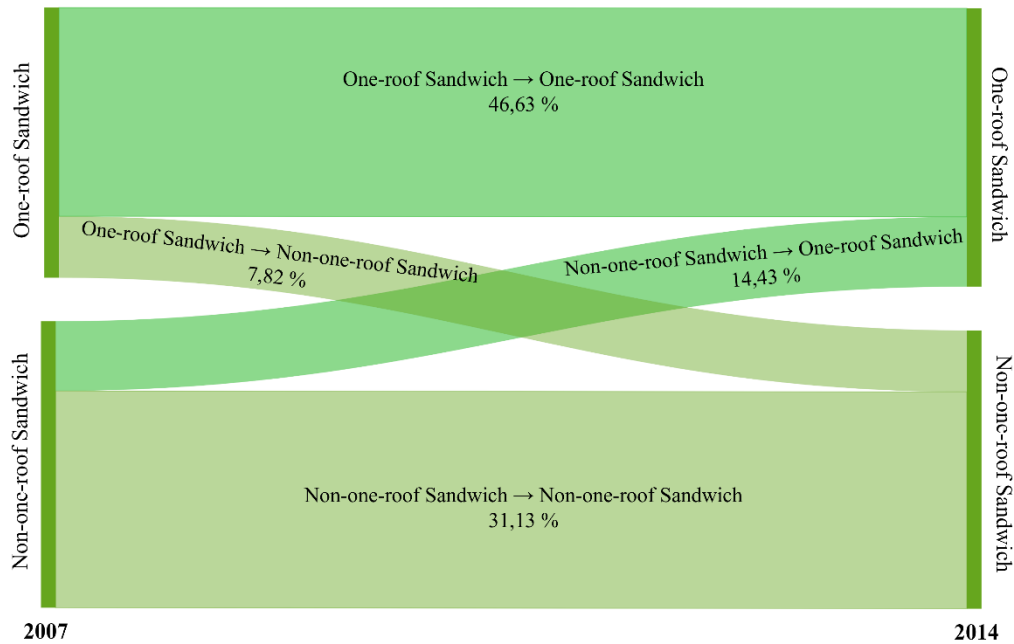 One-roof Sandwich
One-roof Sandwich → One-roof Sandwich
46,63 %
One-roof Sandwich
One-roof Sandwich → Non-one-roof Sandwich
7,82 %
Non-one-roof Sandwich → One-roof Sandwich
14,43 %
Non-one-roof Sandwich
Non-one-roof Sandwich → Non-one-roof Sandwich
31,13 %
Non-one-roof Sandwich
2007
2014